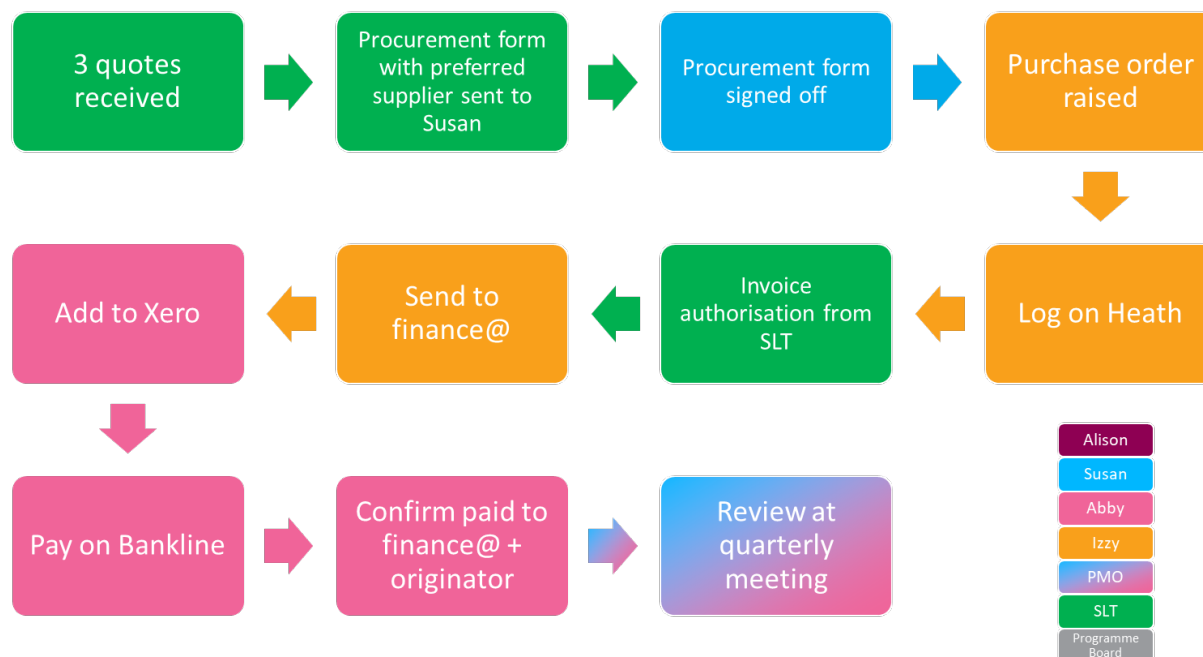 3 quotes
received
Procurement form
with preferred
supplier sent to
Susan
Procurement form
signed off
Purchase order
raised
Add to Xero
Send to
finance@
Invoice
authorisation from
SLT
Log on Heath
Pay on Bankline
Confirm paid to
finance@ +
originator
Review at
quarterly
meeting
Alison
Susan
Abby
Izzy
PMO
SLT
Programme
Board